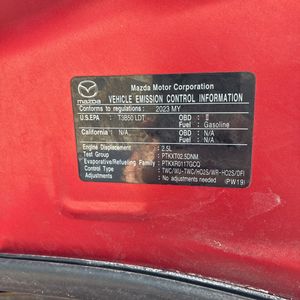 mazda
Mazda Motor Corporation
VEHICLE EMISSION CONTROL INFORMATION
Conforms to regulations: 2023 MY
U.S.EPA : T3B50 LDT OBD : II
Fuel : Gasoline
California : N/A OBD : N/A
Fuel : N/A
Engine Displacement : 2.5L
Test Group : PTKXT02.5DNM
Evaporative/Refueling Family : PTKXR0117GCQ
Control Type : TWC/WU-TWC/HO2S/WR-HO2S/DFI
Adjustments : No adjustments needed (PW19)